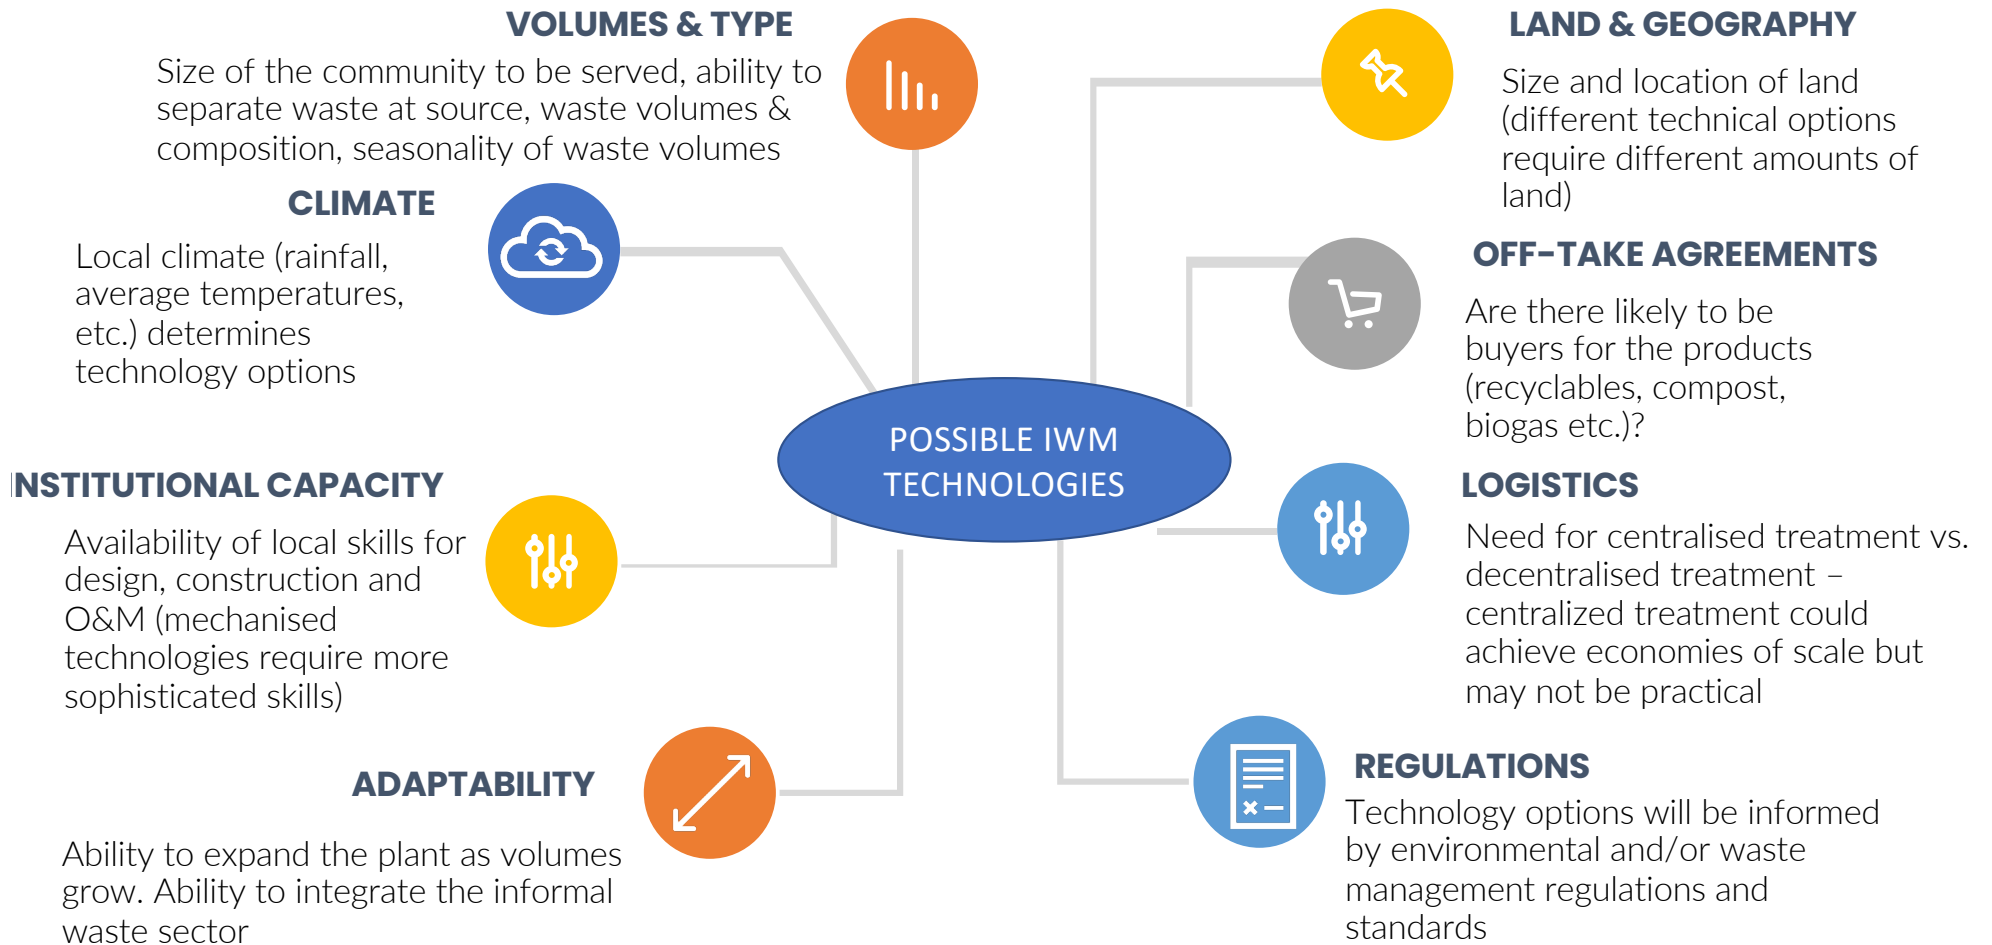 VOLUMES & TYPE
Size of the community to be served, ability to
separate waste at source, waste volumes &
composition, seasonality of waste volumes
CLIMATE
Local climate (rainfall,
average temperatures,
etc.) determines
technology options
INSTITUTIONAL CAPACITY
Availability of local skills for
design, construction and
O&M (mechanised
technologies require more
sophisticated skills)
ADAPTABILITY
Ability to expand the plant as volumes
grow. Ability to integrate the informal
waste sector
POSSIBLE IWM
TECHNOLOGIES
LAND & GEOGRAPHY
Size and location of land
(different technical options
require different amounts of
land)
OFF-TAKE AGREEMENTS
Are there likely to be
buyers for the products
(recyclables, compost,
biogas etc.)?
LOGISTICS
Need for centralised treatment vs.
decentralised treatment –
centralized treatment could
achieve economies of scale but
may not be practical
REGULATIONS
Technology options will be informed
by environmental and/or waste
management regulations and
standards